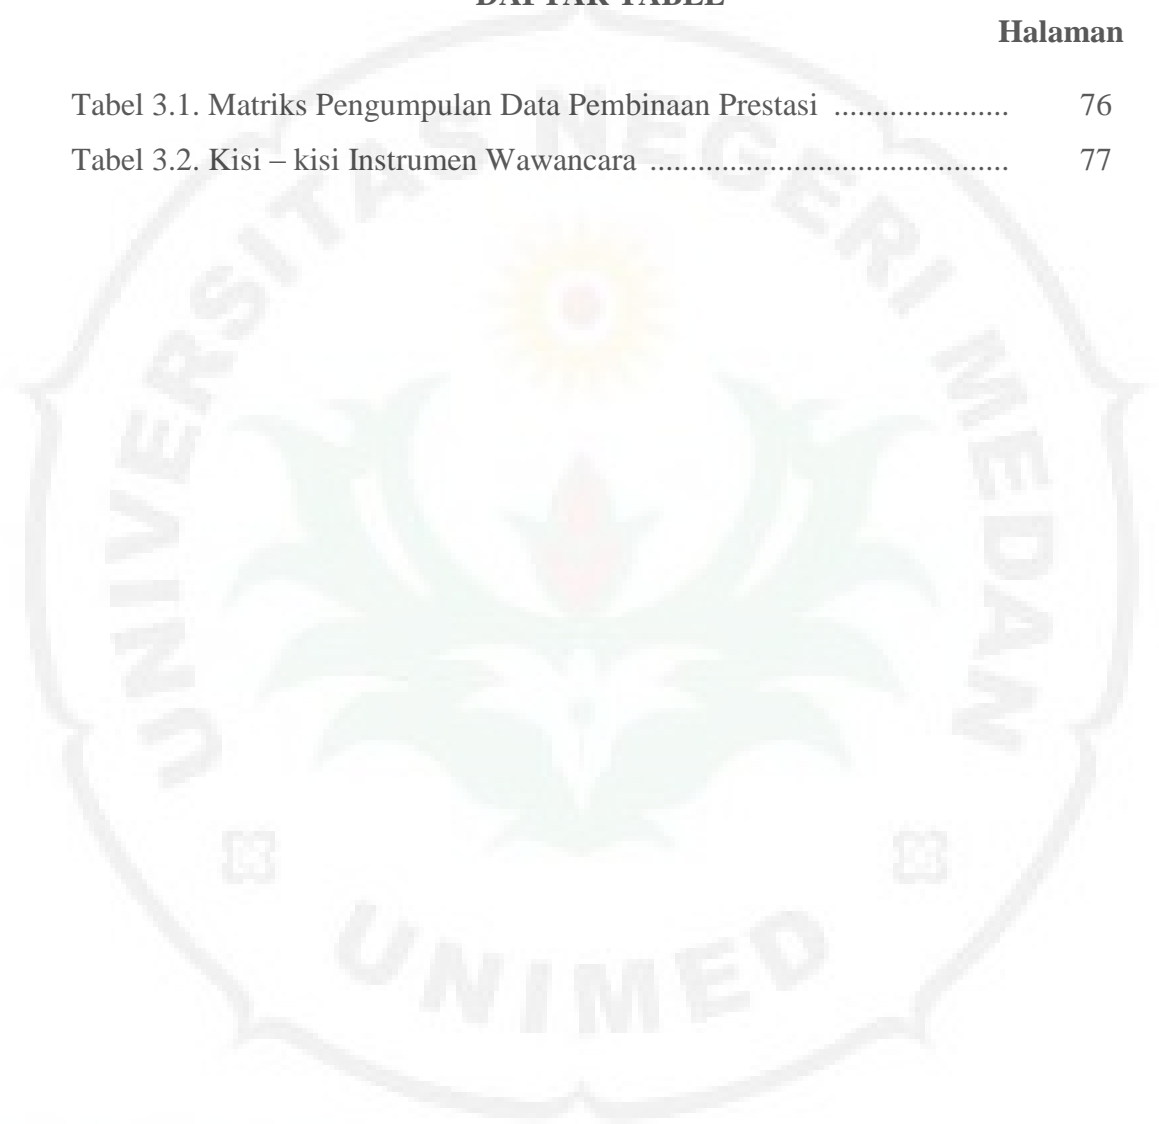 DAFTAR TABEL
Halaman
Tabel 3.1. Matriks Pengumpulan Data Pembinaan Prestasi ...................... 76
Tabel 3.2. Kisi – kisi Instrumen Wawancara ............................................. 77
UNIVERSITAS NEGERI MEDAN
UNIMED